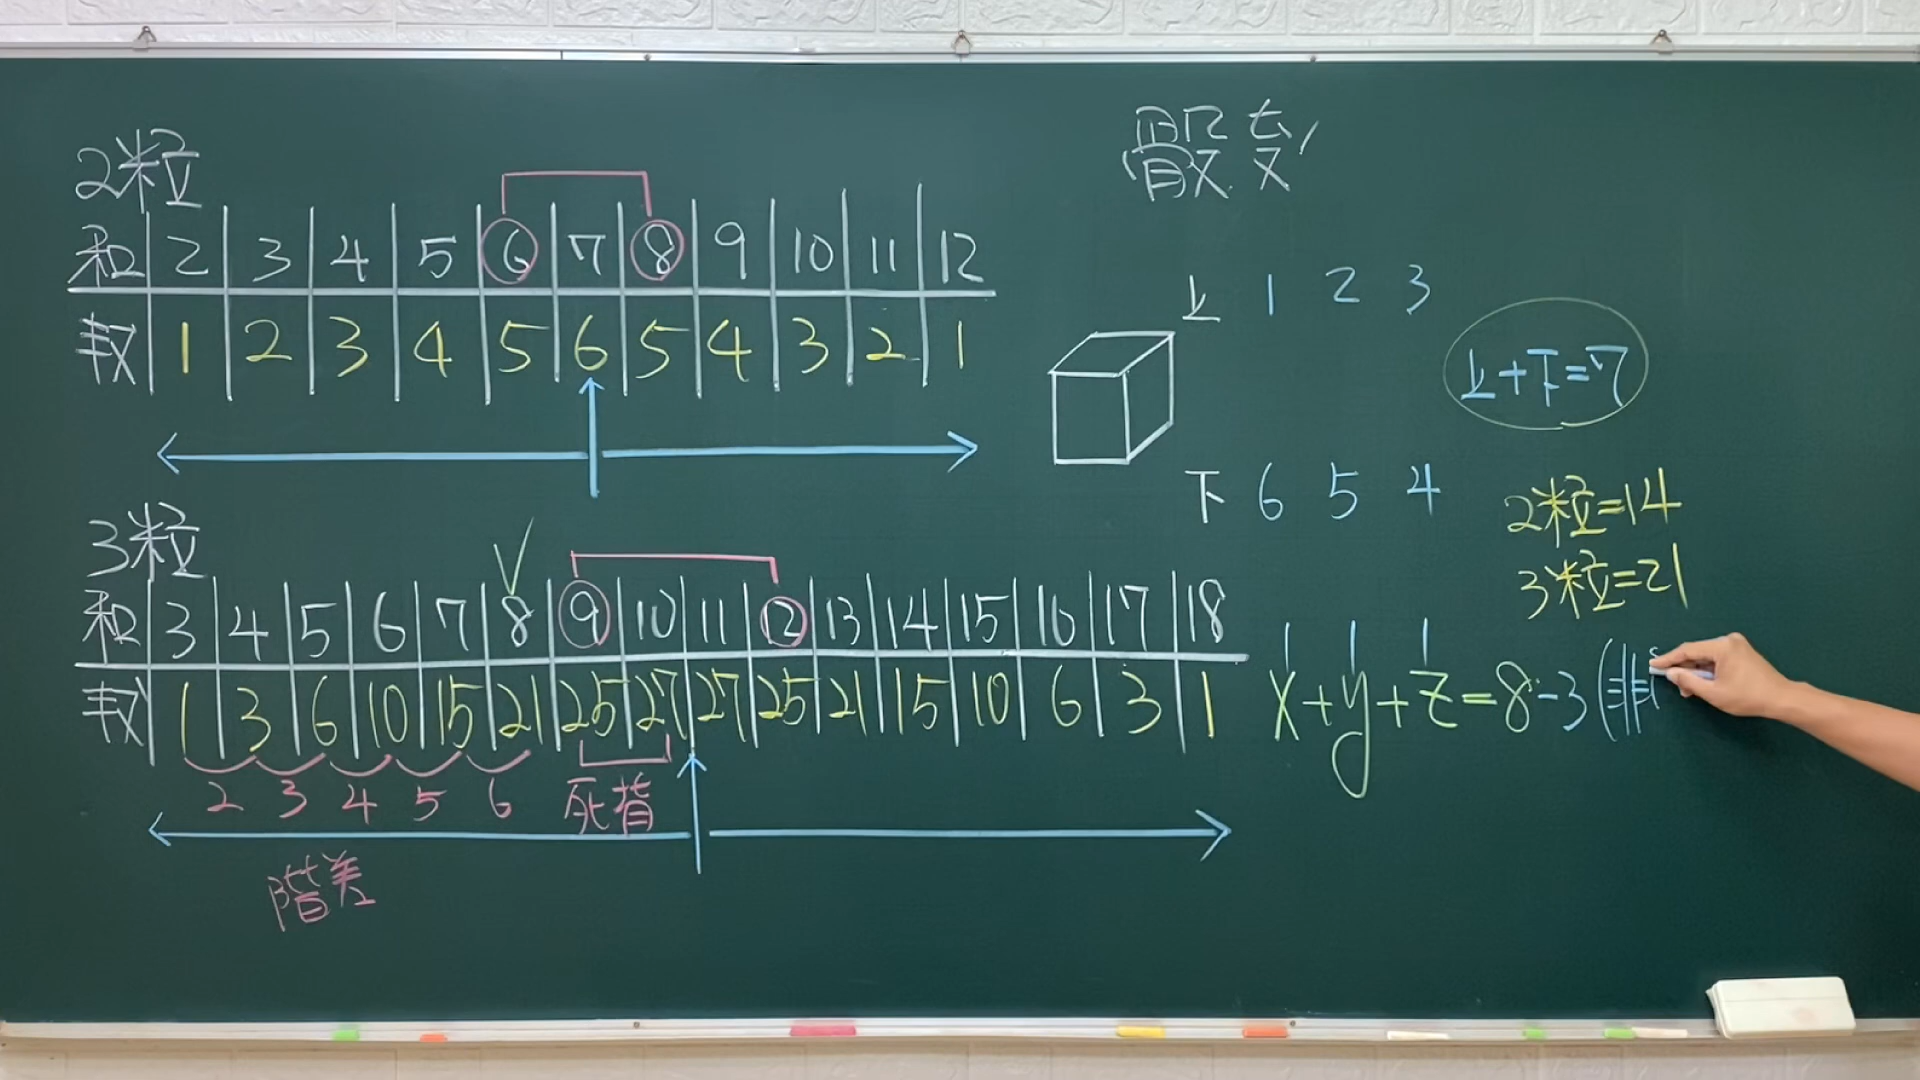 2粒
和 2 3 4 5 6 7 8 9 10 11 12
1 2 3 4 5 6 5 4 3 2 1
3粒
和 3 4 5 6 7 8 9 10 11 12 13 14 15 16 17 18
1 3 6 10 15 21 25 27 27 25 21 15 10 6 3 1
2 3 4 5 6 死背
階差
骰
上 1 2 3
上+下=7
下 6 5 4
2粒=14
3粒=21
1 1 1
x+y+z=8-3(非